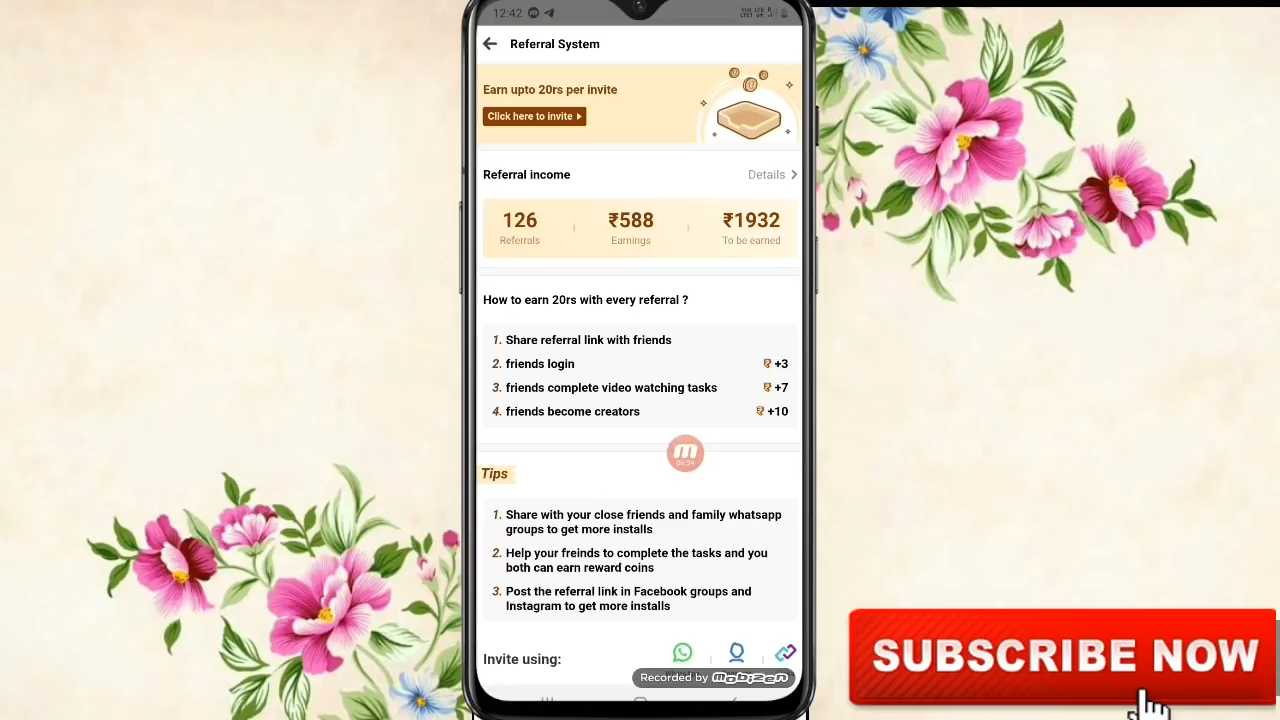 12:42
Referral System
Earn upto 20rs per invite
Click here to invite
Referral income
Details
126
₹588
₹1932
Referrals
Earnings
To be earned
How to earn 20rs with every referral ?
1. Share referral link with friends
2. friends login
+3
3. friends complete video watching tasks
+7
4. friends become creators
+10
m
06:34
Tips
1. Share with your close friends and family whatsapp
groups to get more installs
2. Help your freinds to complete the tasks and you
both can earn reward coins
3. Post the referral link in Facebook groups and
Instagram to get more installs
Invite using:
Recorded by mobizen
SUBSCRIBE NOW